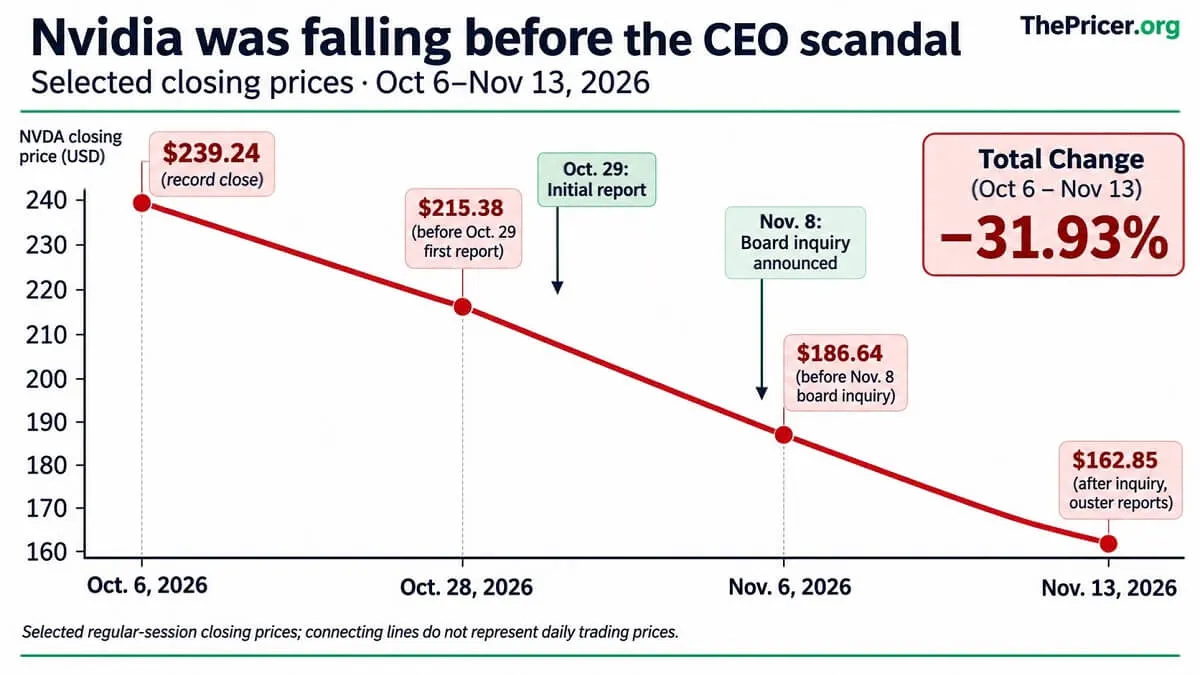 Nvidia was falling before the CEO scandal
ThePricer.org
Selected closing prices · Oct 6–Nov 13, 2026
NVDA closing
price (USD)
$239.24
(record close)
$215.38
(before Oct. 29
first report)
Oct. 29:
Initial report
Nov. 8:
Board inquiry
announced
$186.64
(before Nov. 8
board inquiry)
$162.85
(after inquiry,
ouster reports)
Total Change
(Oct 6 – Nov 13)
−31.93%
240
230
220
210
200
190
180
170
160
Oct. 6, 2026
Oct. 28, 2026
Nov. 6, 2026
Nov. 13, 2026
Selected regular-session closing prices; connecting lines do not represent daily trading prices.